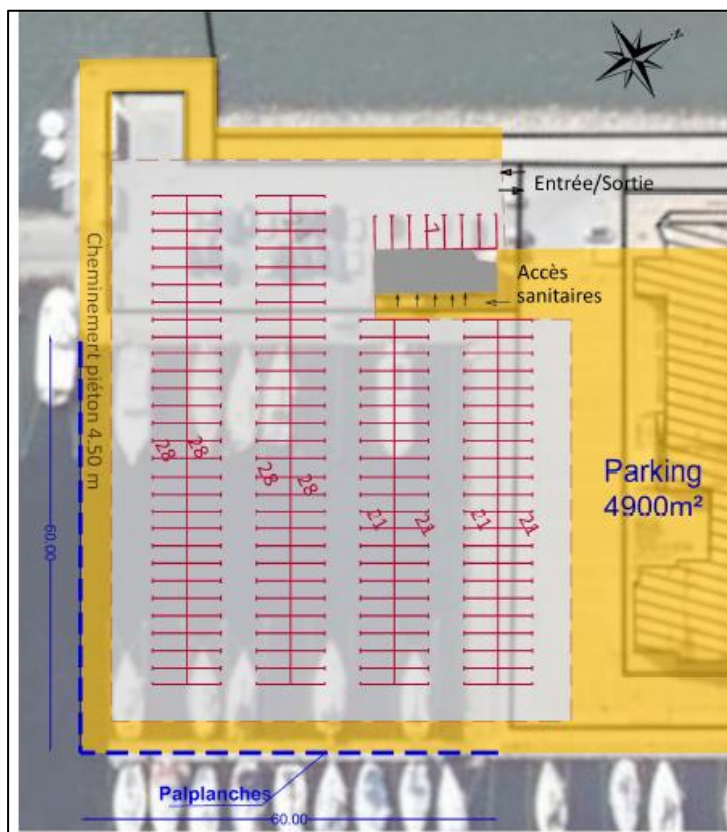 N
Entrée/Sortie
7
Accès
sanitaires
Cheminement piéton 4.50 m
28
28
28
28
21
21
21
21
60.00
Parking
4900m²
Palplanches
60.00